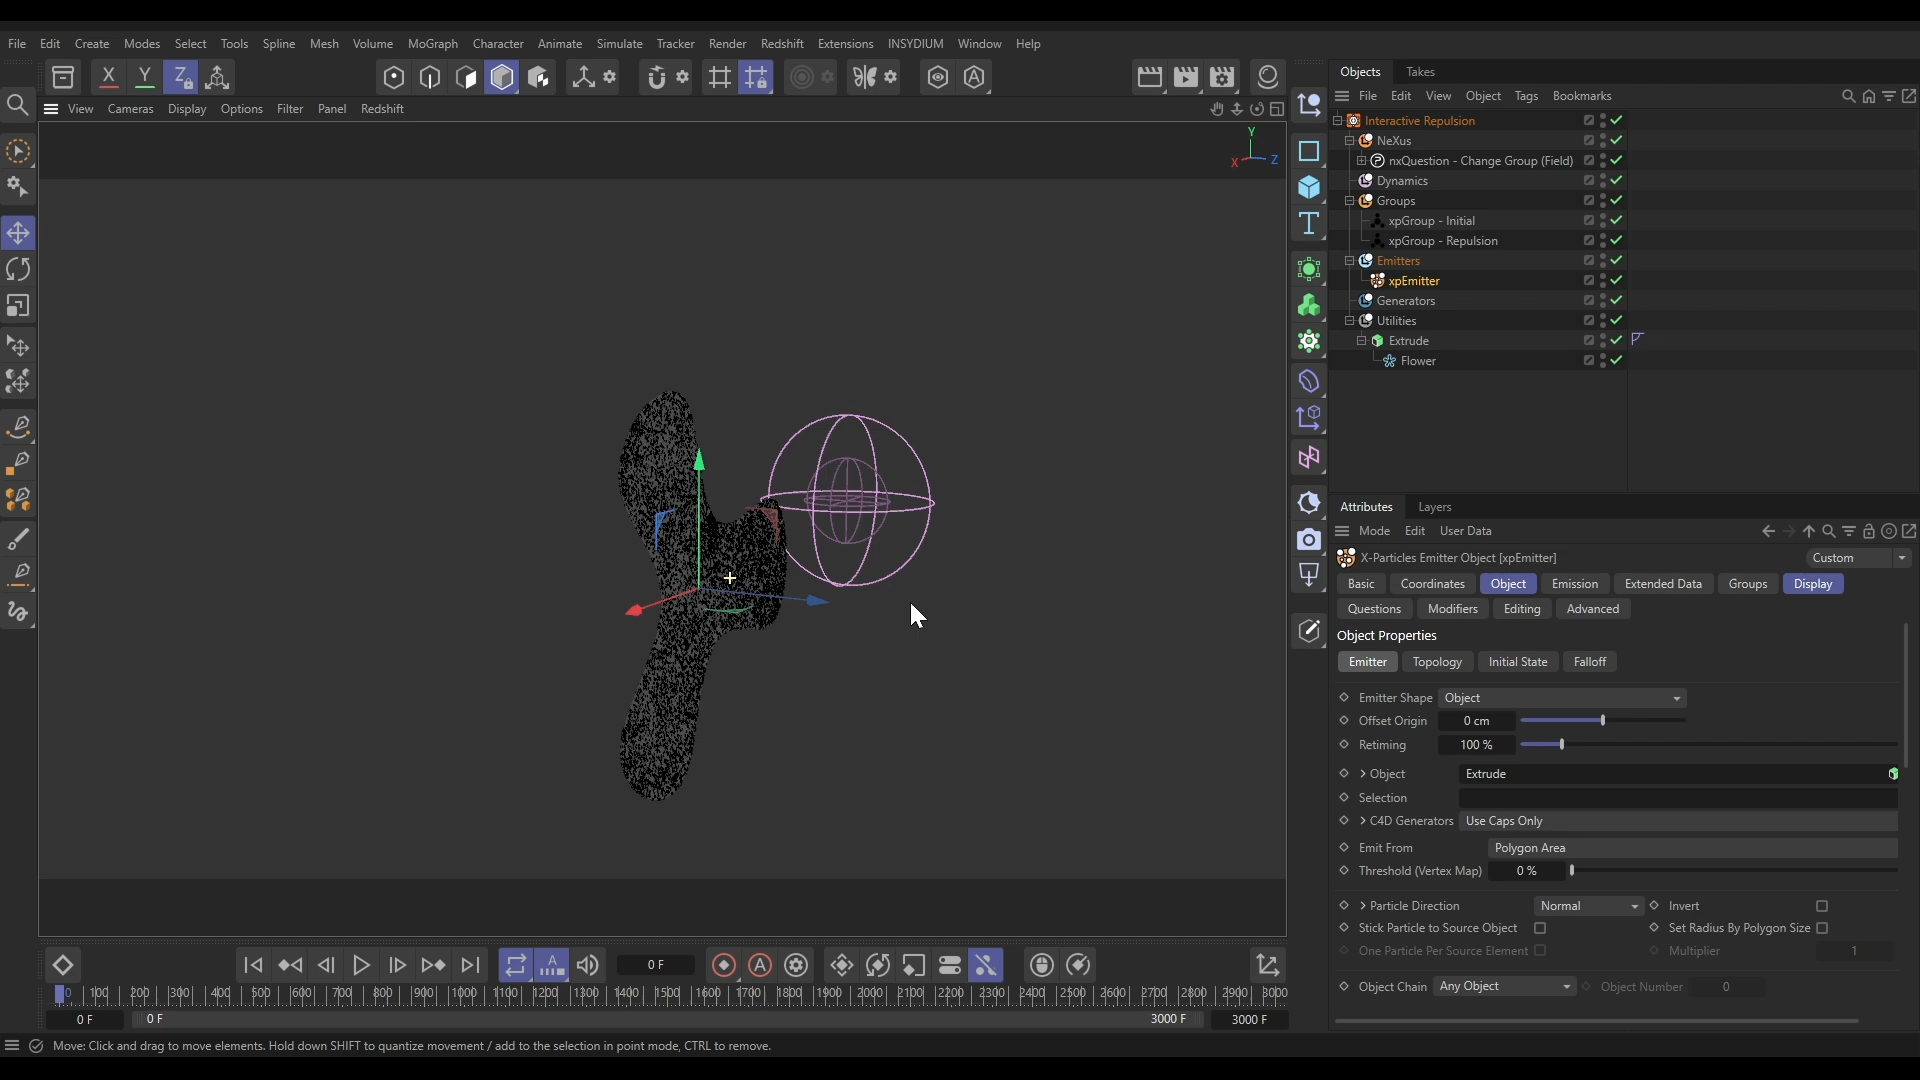 File Edit Create Modes Select Tools Spline Mesh Volume MoGraph Character Animate Simulate Tracker Render Redshift Extensions INSYDIUM Window Help
X Y Z
View Cameras Display Options Filter Panel Redshift
Y
X Z
Objects Takes
File Edit View Object Tags Bookmarks
Interactive Repulsion
NeXus
nxQuestion - Change Group (Field)
Dynamics
Groups
xpGroup - Initial
xpGroup - Repulsion
Emitters
xpEmitter
Generators
Utilities
Extrude
Flower
Attributes Layers
Mode Edit User Data
X-Particles Emitter Object [xpEmitter]
Custom
Basic Coordinates Object Emission Extended Data Groups Display
Questions Modifiers Editing Advanced
Object Properties
Emitter Topology Initial State Falloff
Emitter Shape Object
Offset Origin 0 cm
Retiming 100 %
> Object Extrude
Selection
> C4D Generators Use Caps Only
Emit From Polygon Area
Threshold (Vertex Map) 0 %
> Particle Direction Normal Invert
Stick Particle to Source Object Set Radius By Polygon Size
One Particle Per Source Element Multiplier 1
Object Chain Any Object Object Number 0
0 F
0 100 200 300 400 500 600 700 800 900 1000 1100 1200 1300 1400 1500 1600 1700 1800 1900 2000 2100 2200 2300 2400 2500 2600 2700 2800 2900 3000
0 F 0 F 3000 F 3000 F
Move: Click and drag to move elements. Hold down SHIFT to quantize movement / add to the selection in point mode, CTRL to remove.